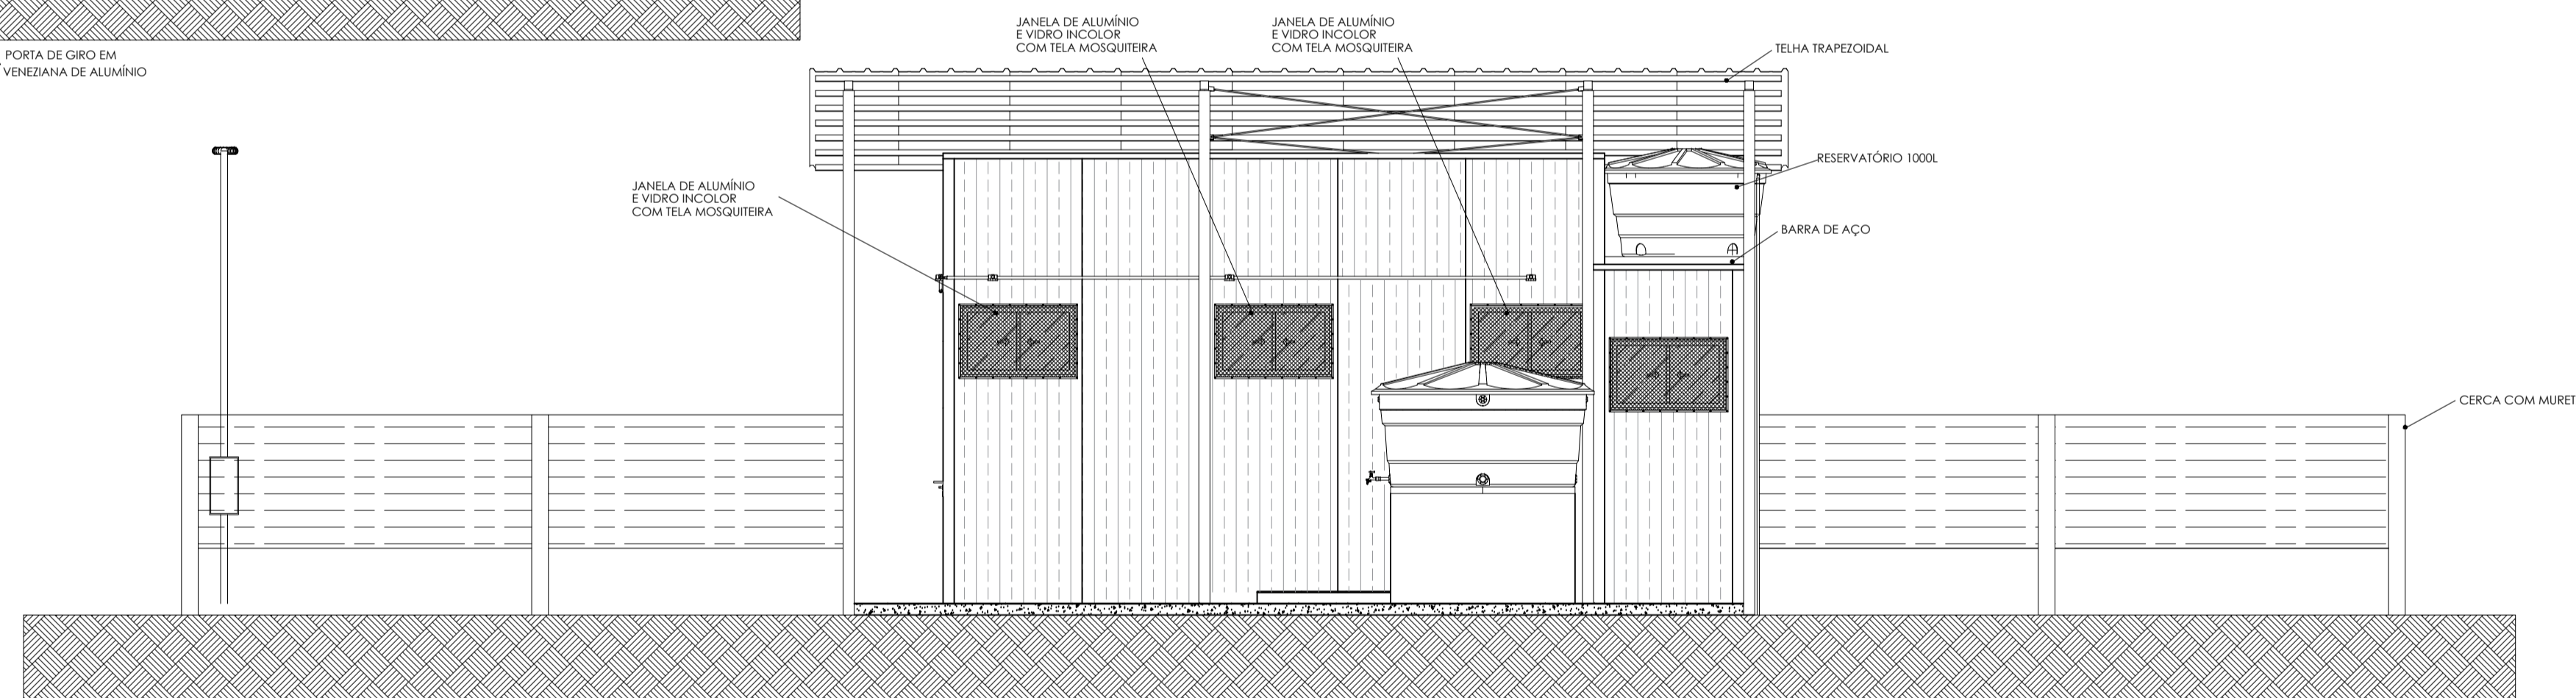 PORTA DE GIRO EM
VENEZIANA DE ALUMÍNIO
JANELA DE ALUMÍNIO
E VIDRO INCOLOR
COM TELA MOSQUITEIRA
JANELA DE ALUMÍNIO
E VIDRO INCOLOR
COM TELA MOSQUITEIRA
TELHA TRAPEZOIDAL
RESERVATÓRIO 1000L
JANELA DE ALUMÍNIO
E VIDRO INCOLOR
COM TELA MOSQUITEIRA
BARRA DE AÇO
CERCA COM MURET